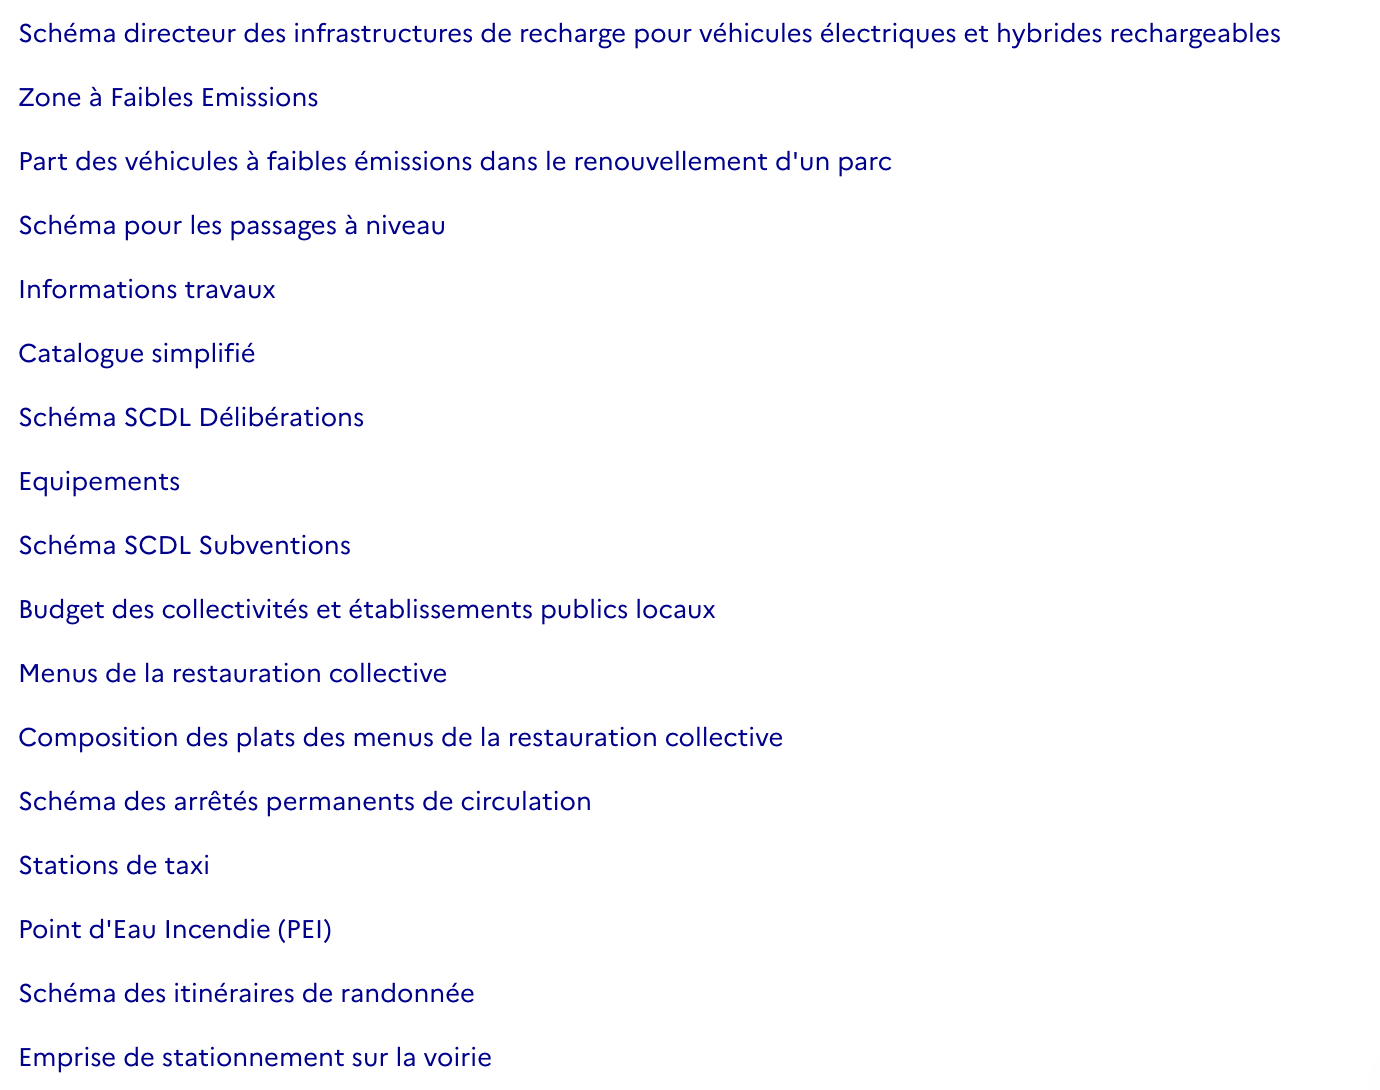 Schéma directeur des infrastructures de recharge pour véhicules électriques et hybrides rechargeables
Zone à Faibles Emissions
Part des véhicules à faibles émissions dans le renouvellement d'un parc
Schéma pour les passages à niveau
Informations travaux
Catalogue simplifié
Schéma SCDL Délibérations
Equipements
Schéma SCDL Subventions
Budget des collectivités et établissements publics locaux
Menus de la restauration collective
Composition des plats des menus de la restauration collective
Schéma des arrêtés permanents de circulation
Stations de taxi
Point d'Eau Incendie (PEI)
Schéma des itinéraires de randonnée
Emprise de stationnement sur la voirie